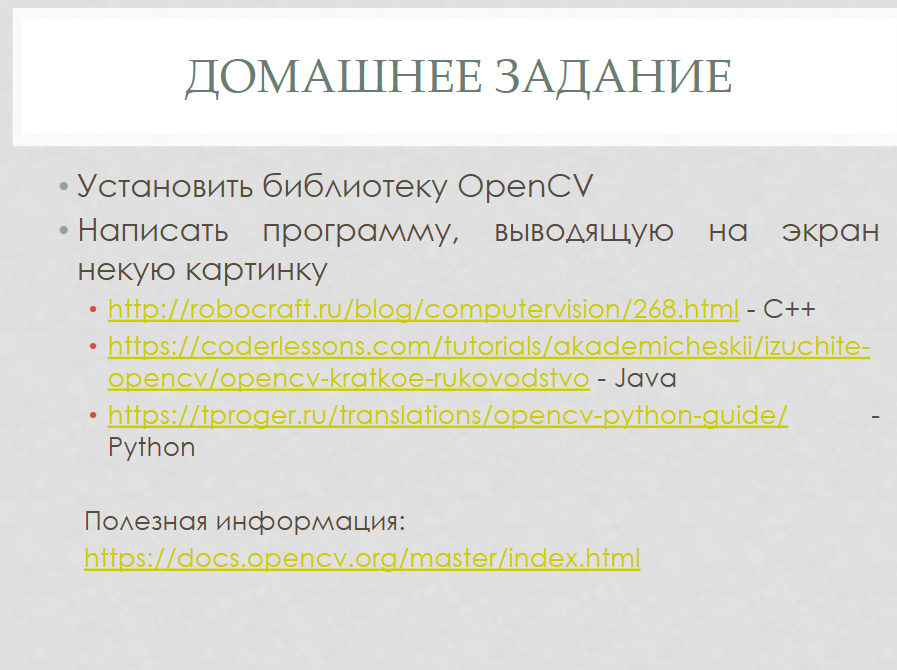 ДОМАШНЕЕ ЗАДАНИЕ
• Установить библиотеку OpenCV
• Написать программу, выводящую на экран
некую картинку
• http://robocraft.ru/blog/computervision/268.html - C++
• https://coderlessons.com/tutorials/akademicheskii/izuchite-
opencv/opencv-kratkoe-rukovodstvo - Java
• https://tproger.ru/translations/opencv-python-guide/ -
Python
Полезная информация:
https://docs.opencv.org/master/index.html